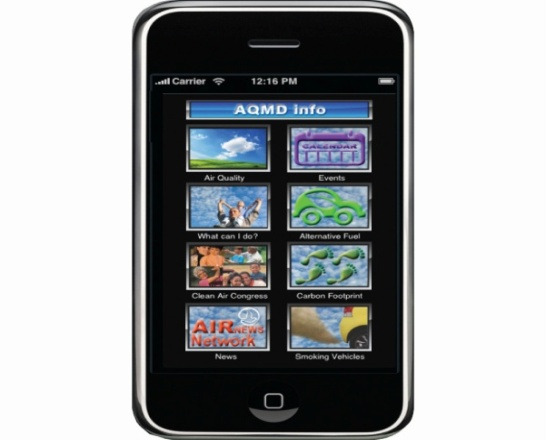 Carrier 12:16 PM
AQMD info
CALENDAR
Air Quality Events
What can I do? Alternative Fuel
AIR NEWS
Network
Clean Air Congress Carbon Footprint
News Smoking Vehicles